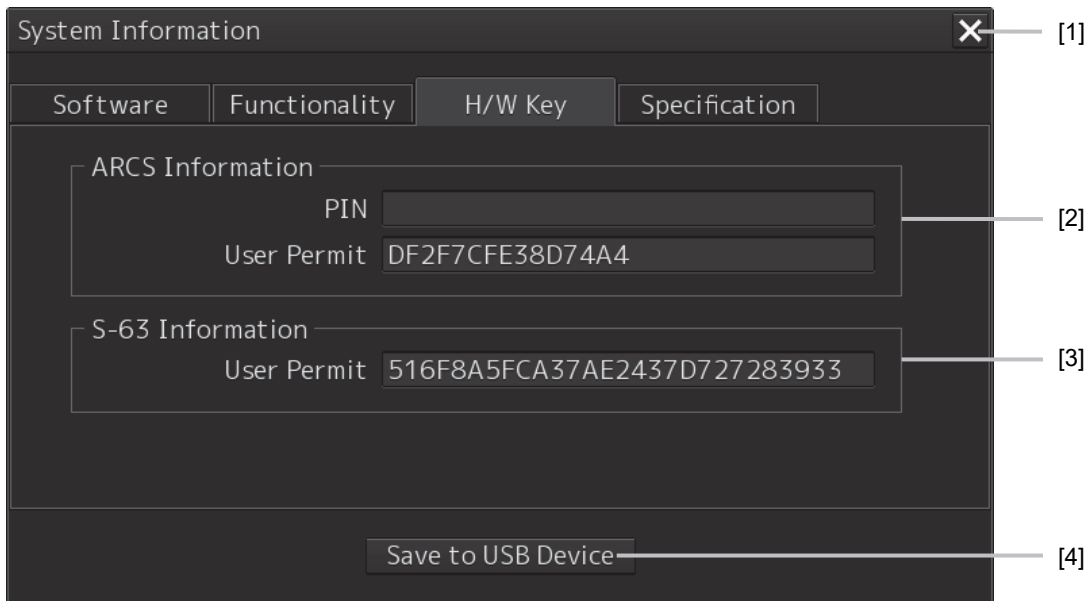 System Information
[1]
Software Functionality H/W Key Specification
ARCS Information
PIN
[2]
User Permit DF2F7CFE38D74A4
S-63 Information
User Permit 516F8A5FCA37AE2437D727283933
[3]
Save to USB Device
[4]